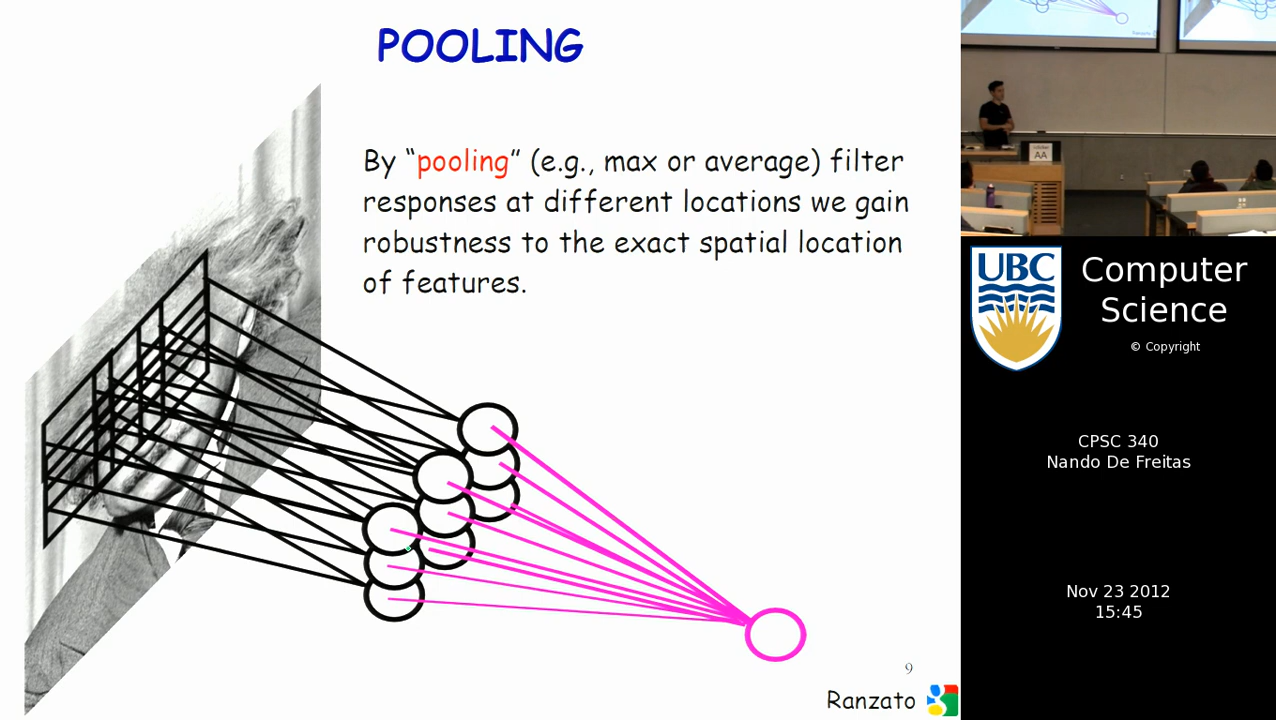 POOLING
By “pooling” (e.g., max or average) filter
responses at different locations we gain
robustness to the exact spatial location
of features.
9
Ranzato
AA
UBC
Computer
Science
© Copyright
CPSC 340
Nando De Freitas
Nov 23 2012
15:45